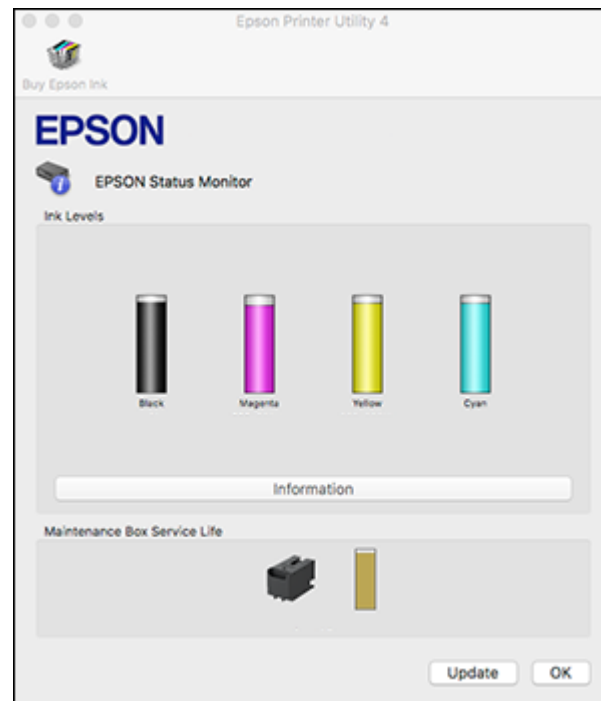 Epson Printer Utility 4
Buy Epson Ink
EPSON
EPSON Status Monitor
Ink Levels
Black
Magenta
Yellow
Cyan
Information
Maintenance Box Service Life
Update
OK